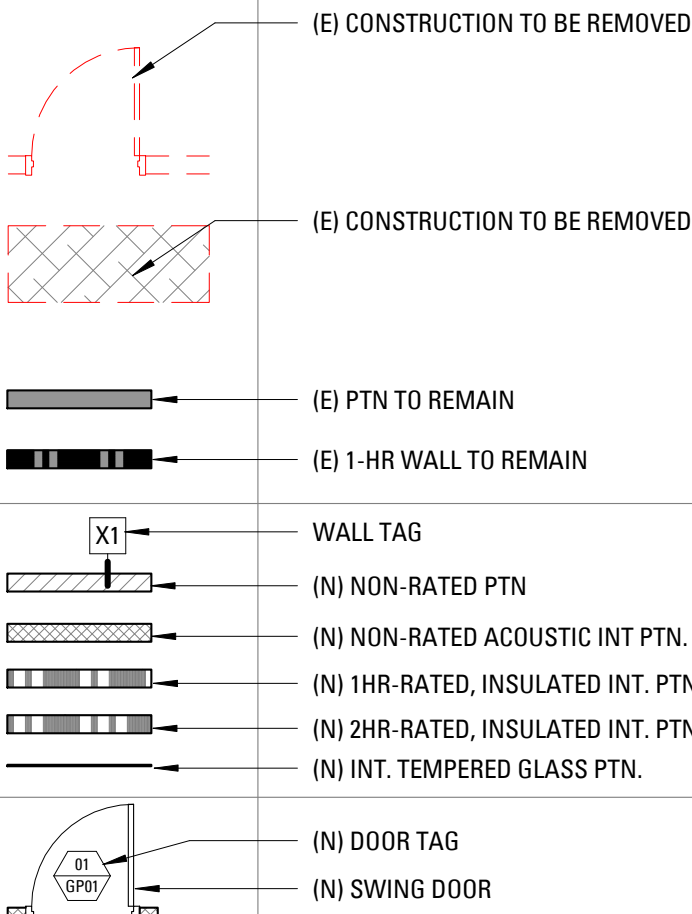 (E) CONSTRUCTION TO BE REMOVED
(E) CONSTRUCTION TO BE REMOVED
(E) PTN TO REMAIN
(E) 1-HR WALL TO REMAIN
X1
WALL TAG
(N) NON-RATED PTN
(N) NON-RATED ACOUSTIC INT PTN.
(N) 1HR-RATED, INSULATED INT. PTN
(N) 2HR-RATED, INSULATED INT. PTN
(N) INT. TEMPERED GLASS PTN.
(N) DOOR TAG
01
GP01
(N) SWING DOOR